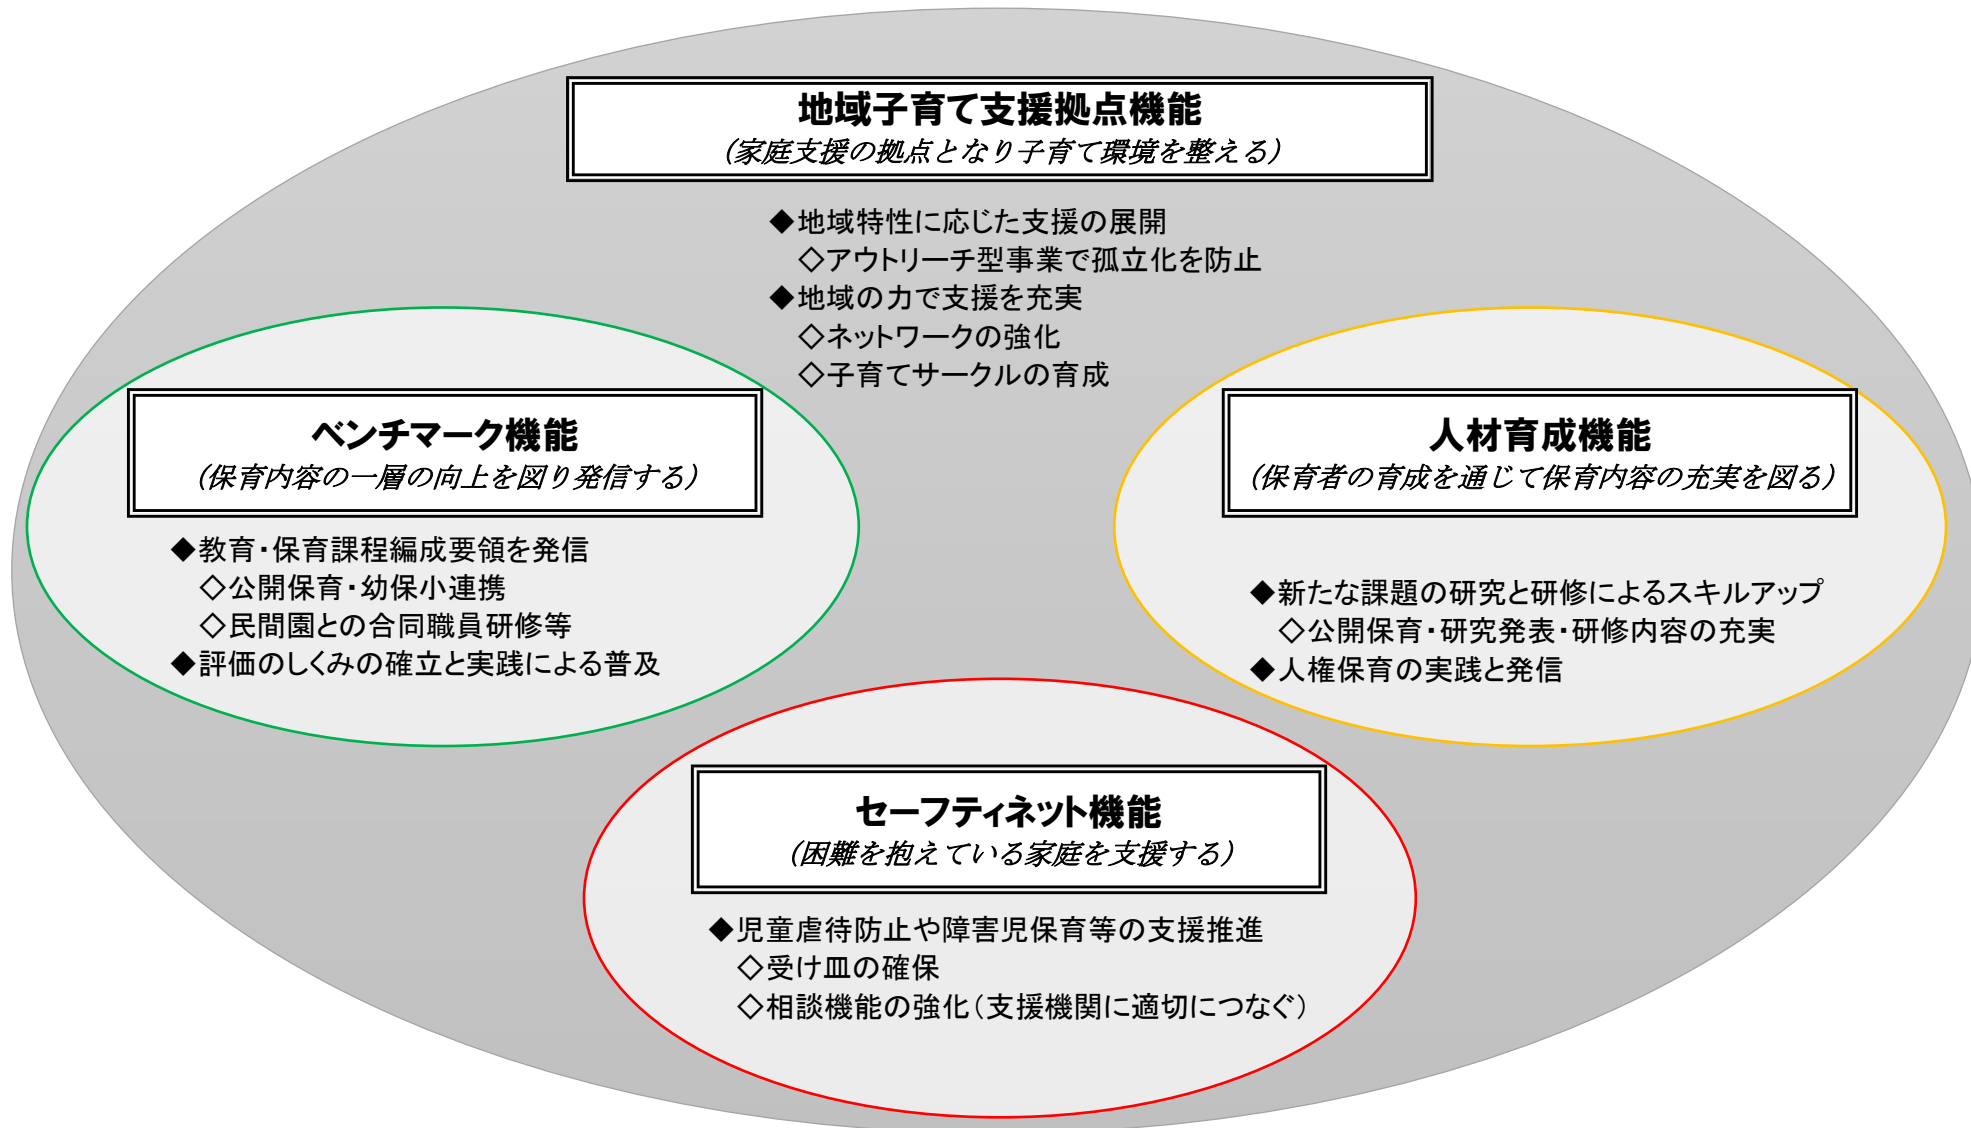 地域子育て支援拠点機能
(家庭支援の拠点となり子育て環境を整える)
◆地域特性に応じた支援の展開
◇アウトリーチ型事業で孤立化を防止
◆地域の力で支援を充実
◇ネットワークの強化
◇子育てサークルの育成
ベンチマーク機能
(保育内容の一層の向上を図り発信する)
◆教育・保育課程編成要領を発信
◇公開保育・幼保小連携
◇民間園との合同職員研修等
◆評価のしくみの確立と実践による普及
人材育成機能
(保育者の育成を通じて保育内容の充実を図る)
◆新たな課題の研究と研修によるスキルアップ
◇公開保育・研究発表・研修内容の充実
◆人権保育の実践と発信
セーフティネット機能
(困難を抱えている家庭を支援する)
◆児童虐待防止や障害児保育等の支援推進
◇受け皿の確保
◇相談機能の強化(支援機関に適切につなぐ)